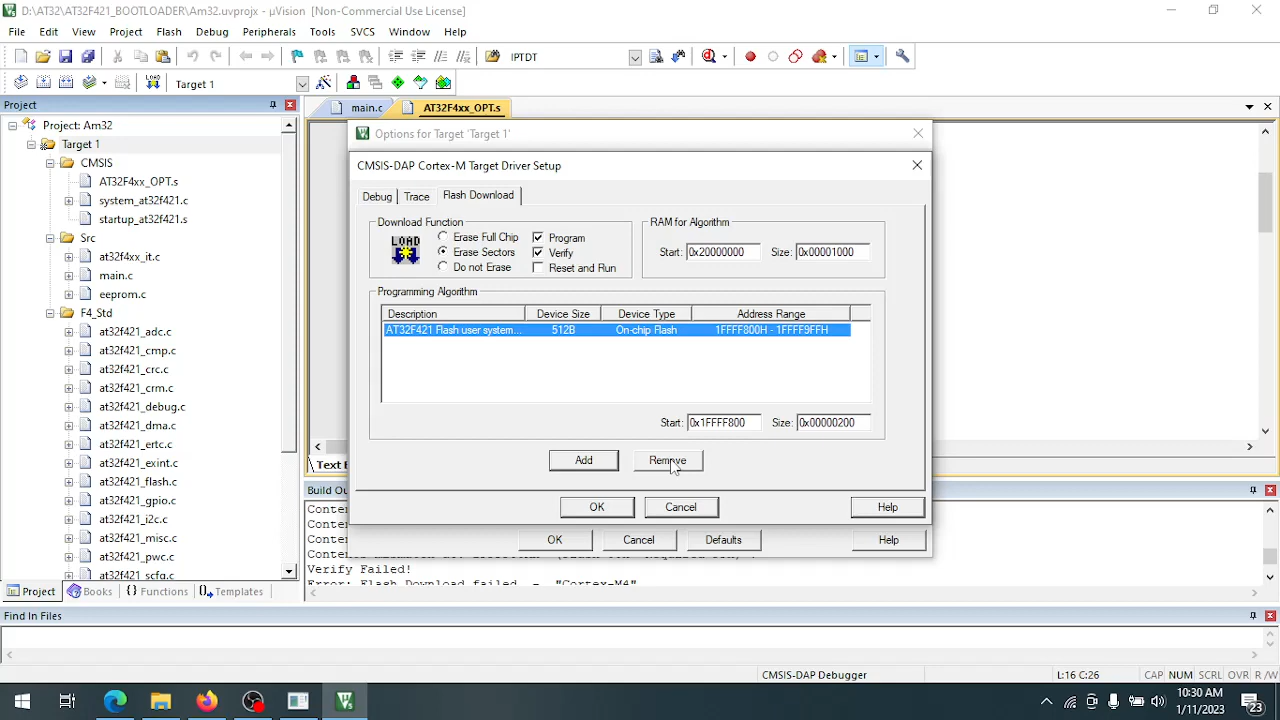 D:\AT32\AT32F421_BOOTLOADER\Am32.uvprojx - µVision [Non-Commercial Use License]
File Edit View Project Flash Debug Peripherals Tools SVCS Window Help
IPTDT
LOAD Target 1
Project
main.c AT32F4xx_OPT.s
Project: Am32
Target 1
CMSIS
AT32F4xx_OPT.s
system_at32f421.c
startup_at32f421.s
Src
at32f4xx_it.c
main.c
eeprom.c
F4_Std
at32f421_adc.c
at32f421_cmp.c
at32f421_crc.c
at32f421_crm.c
at32f421_debug.c
at32f421_dma.c
at32f421_ertc.c
at32f421_exint.c
at32f421_flash.c
at32f421_gpio.c
at32f421_i2c.c
at32f421_misc.c
at32f421_pwc.c
at32f421_scfg.c
Project Books Functions Templates
Options for Target 'Target 1'
CMSIS-DAP Cortex-M Target Driver Setup
Debug Trace Flash Download
Download Function
LOAD
Erase Full Chip
Erase Sectors
Do not Erase
Program
Verify
Reset and Run
RAM for Algorithm
Start: 0x20000000 Size: 0x00001000
Programming Algorithm
Description Device Size Device Type Address Range
AT32F421 Flash user system... 512B On-chip Flash 1FFFF800H - 1FFFF9FFH
Start: 0x1FFFF800 Size: 0x00000200
Add Remove
OK Cancel Help
OK Cancel Defaults Help
Verify Failed!
Error: Flash Download failed - "Cortex-M4"
Find In Files
CMSIS-DAP Debugger L:16 C:26 CAP NUM SCRL OVR R/W
10:30 AM
1/11/2023
23